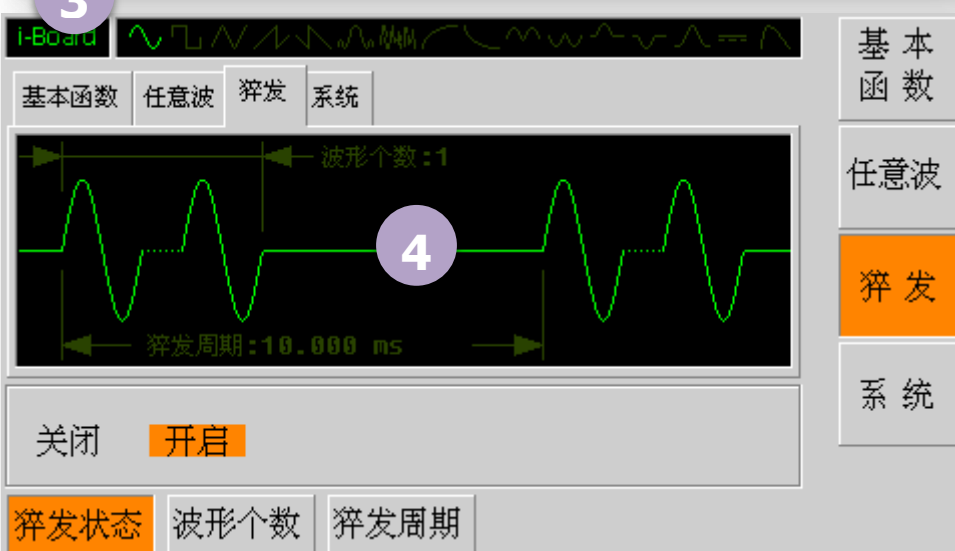 3
i-Board
基本函数 任意波 猝发 系统
波形个数:1
4
猝发周期:10.000 ms
关闭 开启
猝发状态 波形个数 猝发周期
基本
函数
任意波
猝发
系统